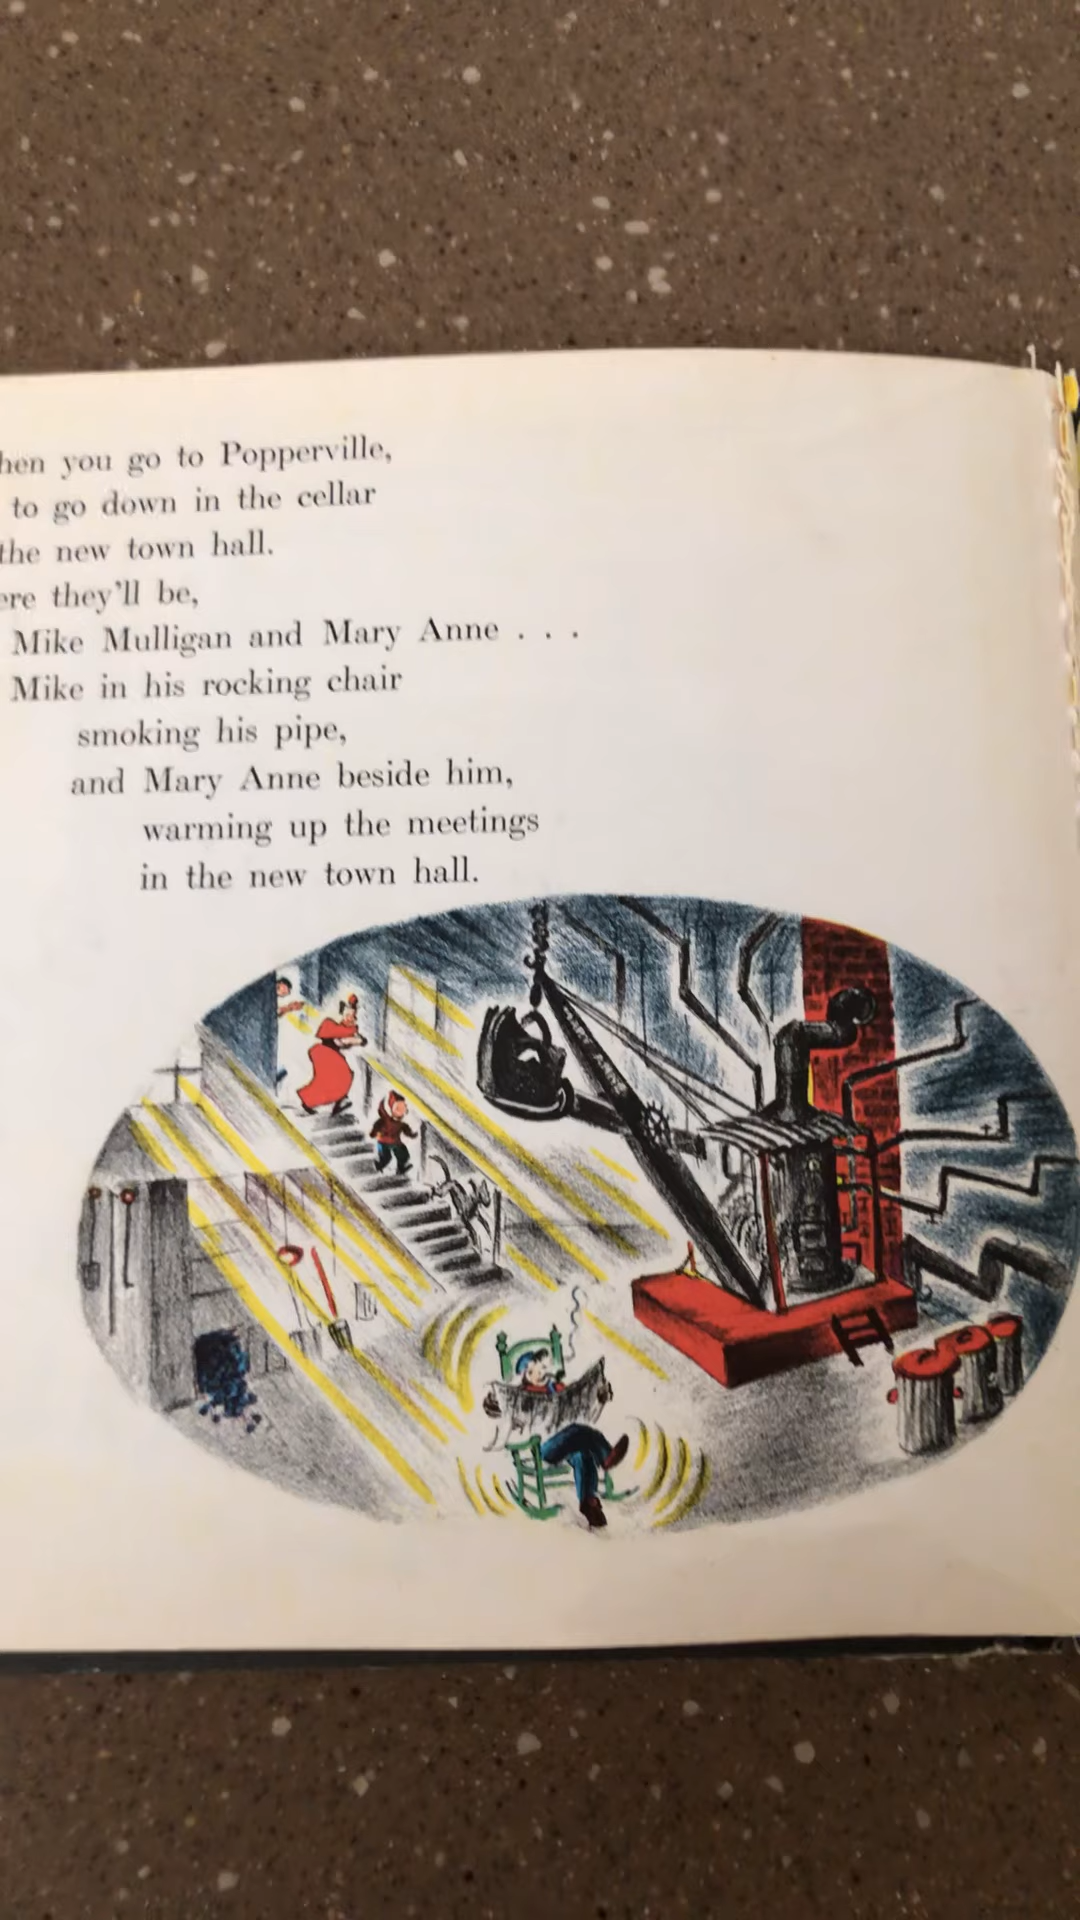 hen you go to Popperville,
to go down in the cellar
the new town hall.
ere they'll be,
Mike Mulligan and Mary Anne . . .
Mike in his rocking chair
smoking his pipe,
and Mary Anne beside him,
warming up the meetings
in the new town hall.